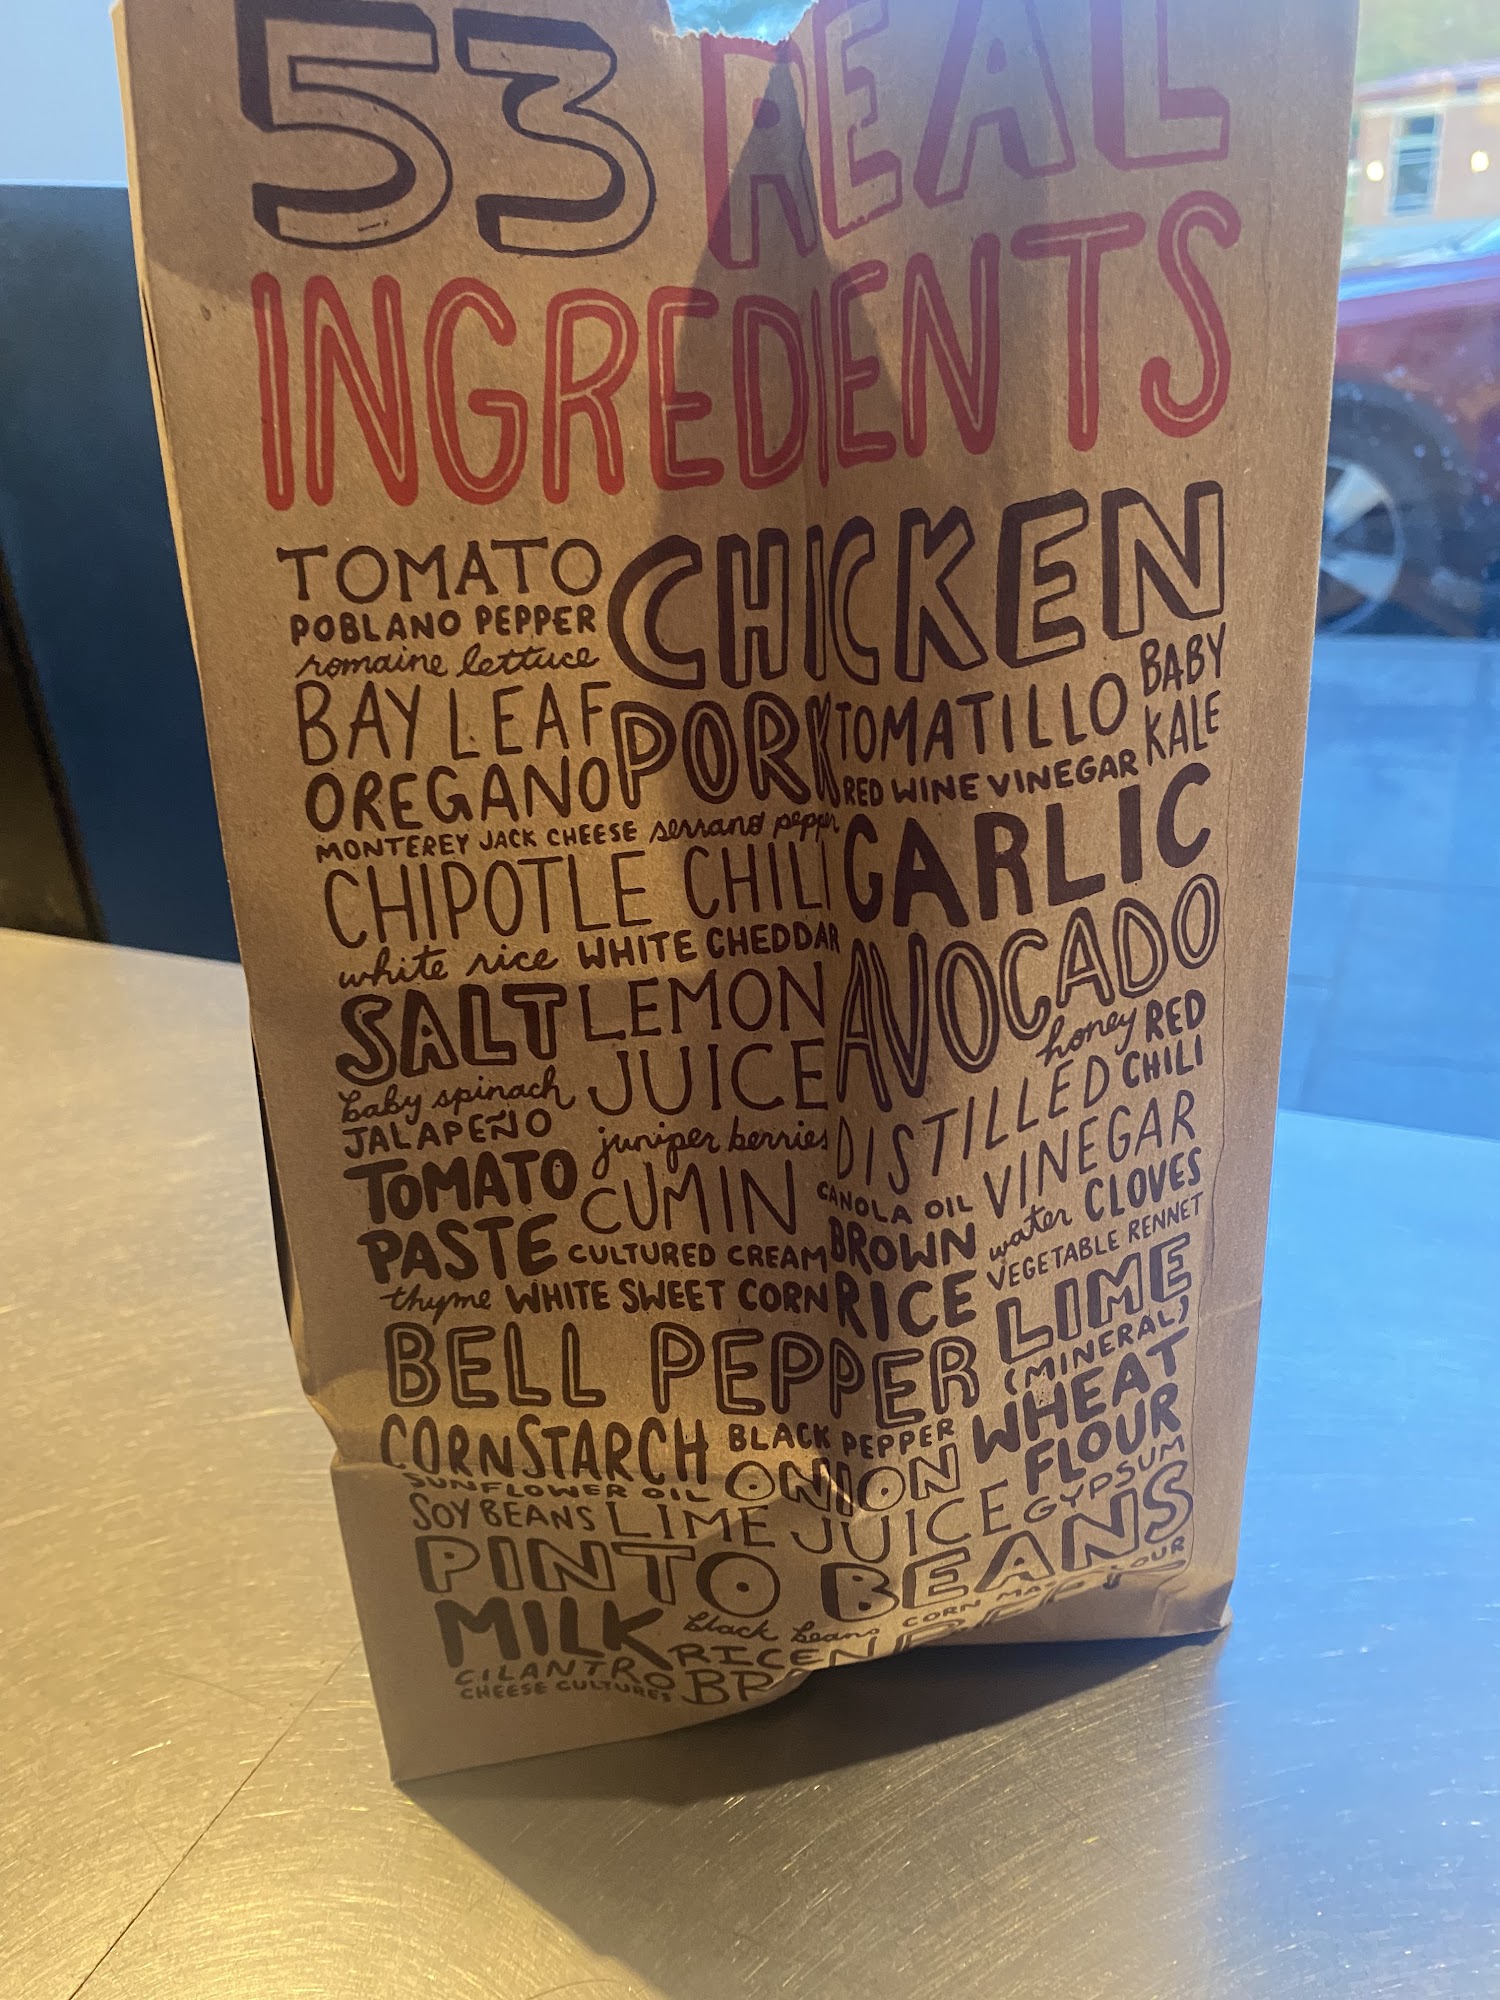 53 REAL
INGREDIENTS
TOMATO
CHICKEN
POBLANO PEPPER
romaine lettuce
BAY LEAF
PORK
TOMATILLO
BABY
KALE
OREGANO
RED WINE VINEGAR
MONTEREY JACK CHEESE serrano pepper
GARLIC
CHIPOTLE CHILI
white rice WHITE CHEDDAR
AVOCADO
SALT
LEMON
JUICE
honey RED
CHILI
baby spinach
JALAPEÑO
juniper berries
DISTILLED
VINEGAR
TOMATO
PASTE
CUMIN
CANOLA OIL
water CLOVES
CULTURED CREAM
BROWN
RICE
VEGETABLE RENNET
thyme WHITE SWEET CORN
LIME
(MINERAL)
BELL PEPPER
WHEAT
FLOUR
CORNSTARCH
BLACK PEPPER
SUNFLOWER OIL
ONION
SOY BEANS
LIME JUICE
GYPSUM
PINTO BEANS
MILK
black beans
CORN
RICE
CILANTRO
CHEESE CULTURES